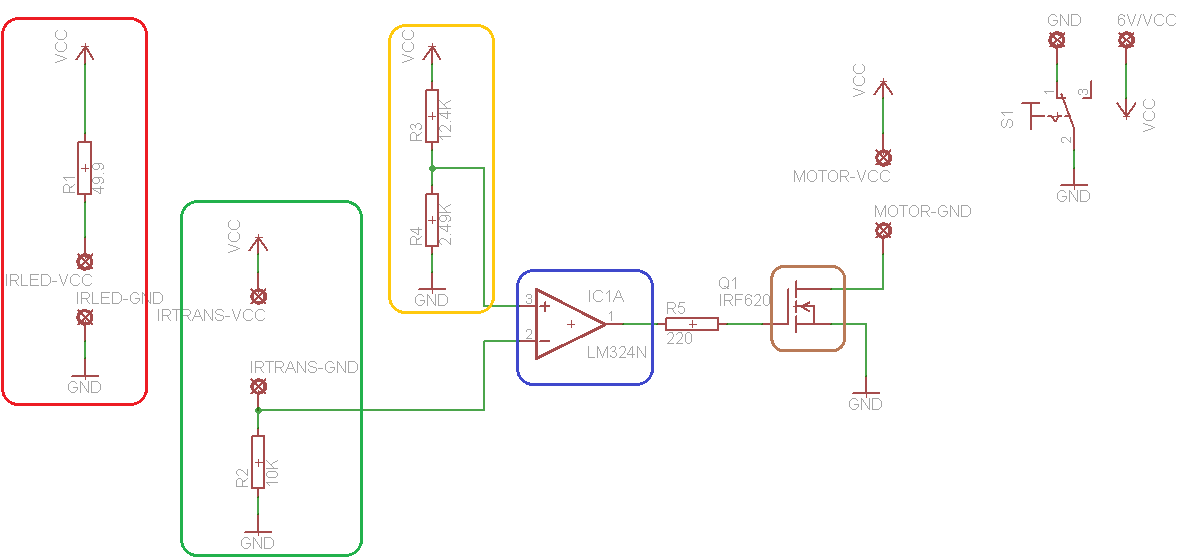 VCC
R1
49.9
IRLED-VCC
IRLED-GND
GND
VCC
IRTRANS-VCC
IRTRANS-GND
R2
10K
GND
VCC
R3
12.4K
R4
2.49K
GND
3
2
1
IC1A
LM324N
R5
220
Q1
IRF620
GND
VCC
MOTOR-VCC
MOTOR-GND
GND
6V/VCC
1
3
S1
2
VCC
GND